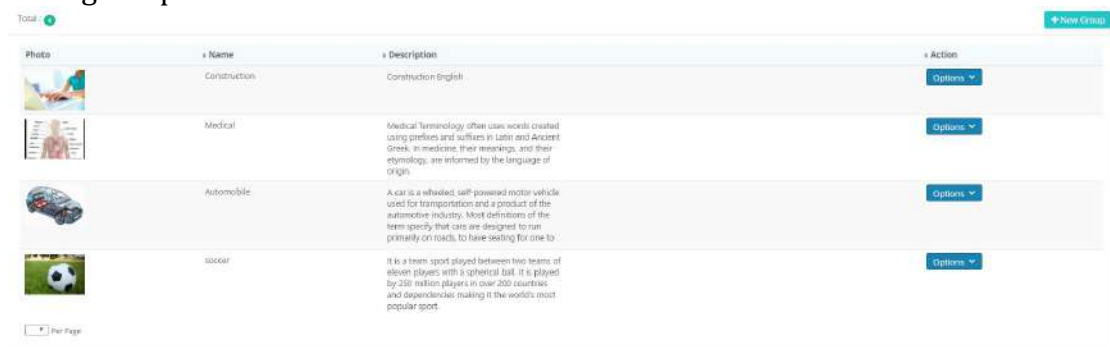 Total : 4
+ New Group
Photo Name Description Action
Construction Construction English Options
Medical Medical Terminology often uses words created Options
using prefixes and suffixes in Latin and Ancient
Greek. In medicine, their meanings, and their
etymology, are informed by the language of
origin.
Automobile A car is a wheeled, self-powered motor vehicle Options
used for transportation and a product of the
automotive industry. Most definitions of the
term specify that cars are designed to run
primarily on roads, to have seating for one to
soccer It is a team sport played between two teams of Options
eleven players with a spherical ball. It is played
by 250 million players in over 200 countries
and dependencies making it the world's most
popular sport.
Per Page